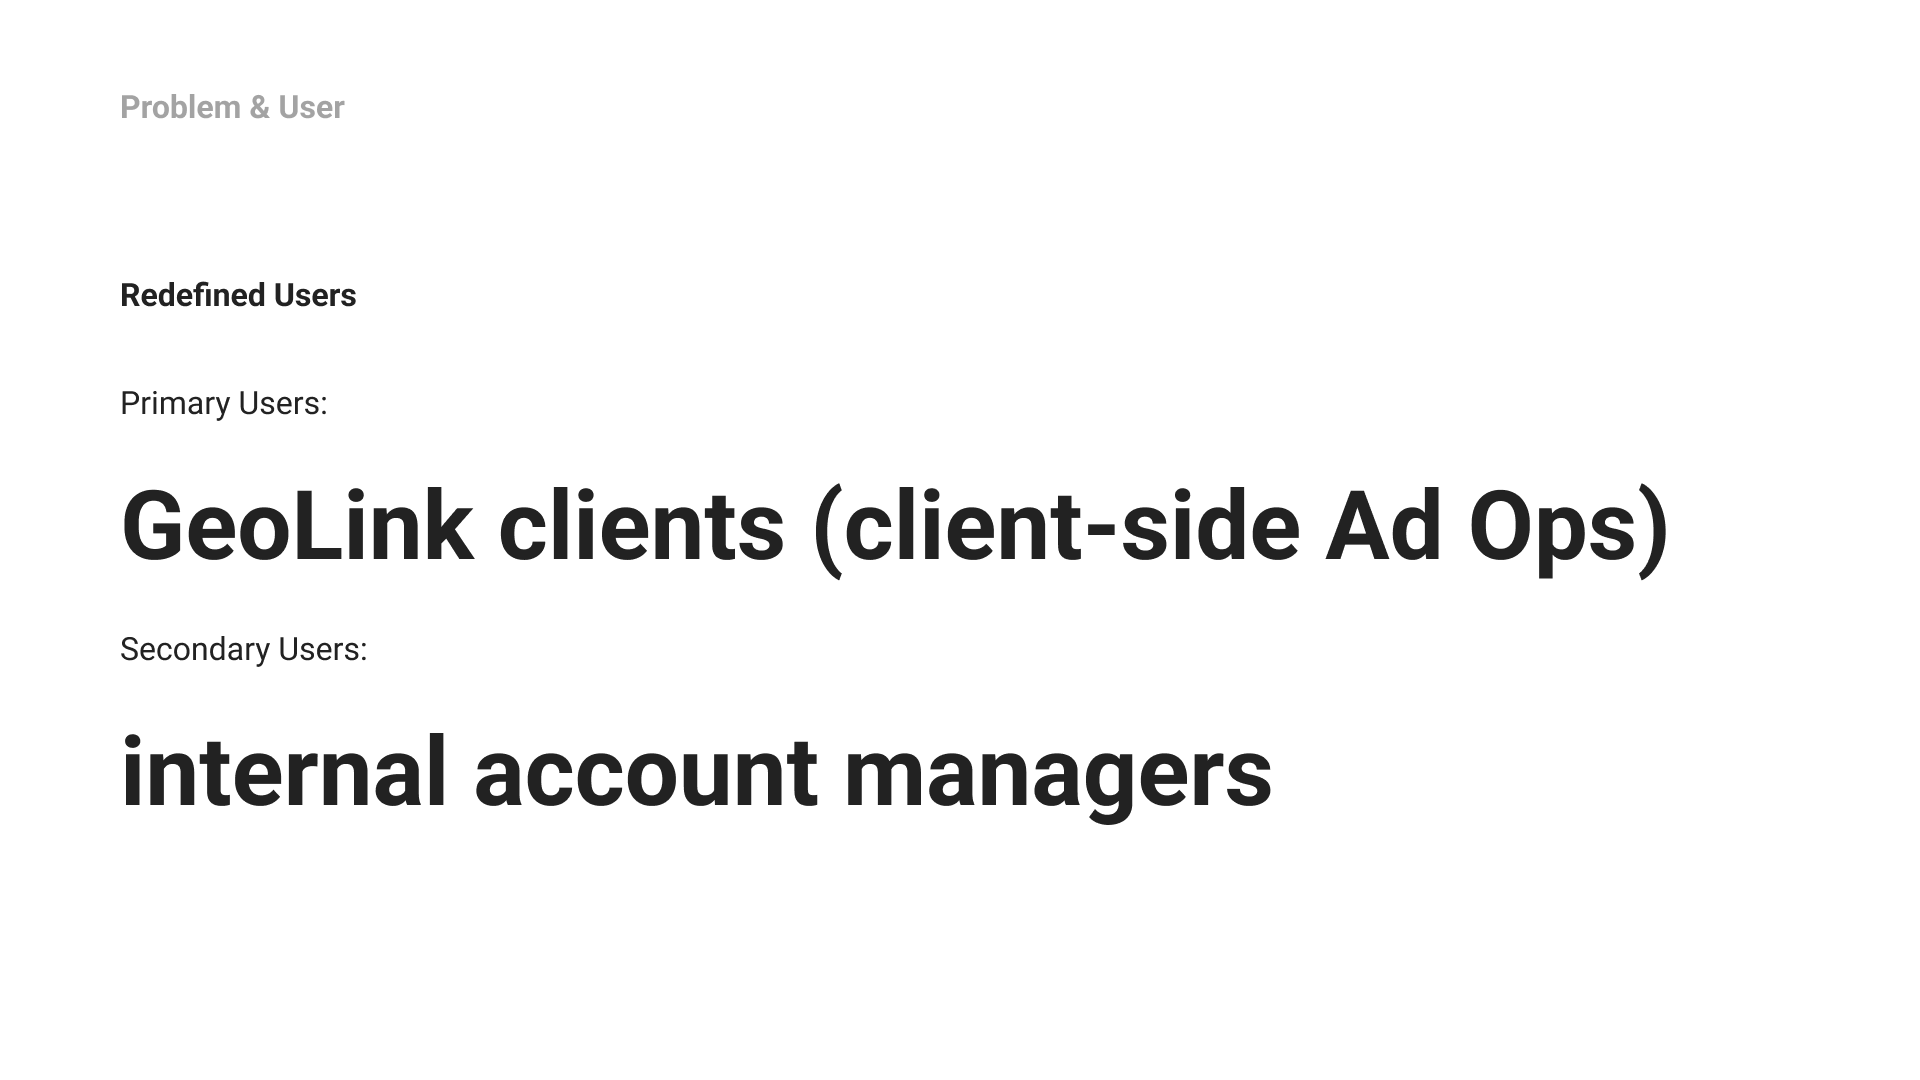 Problem & User
Redefined Users
Primary Users:
GeoLink clients (client-side Ad Ops)
Secondary Users:
internal account managers